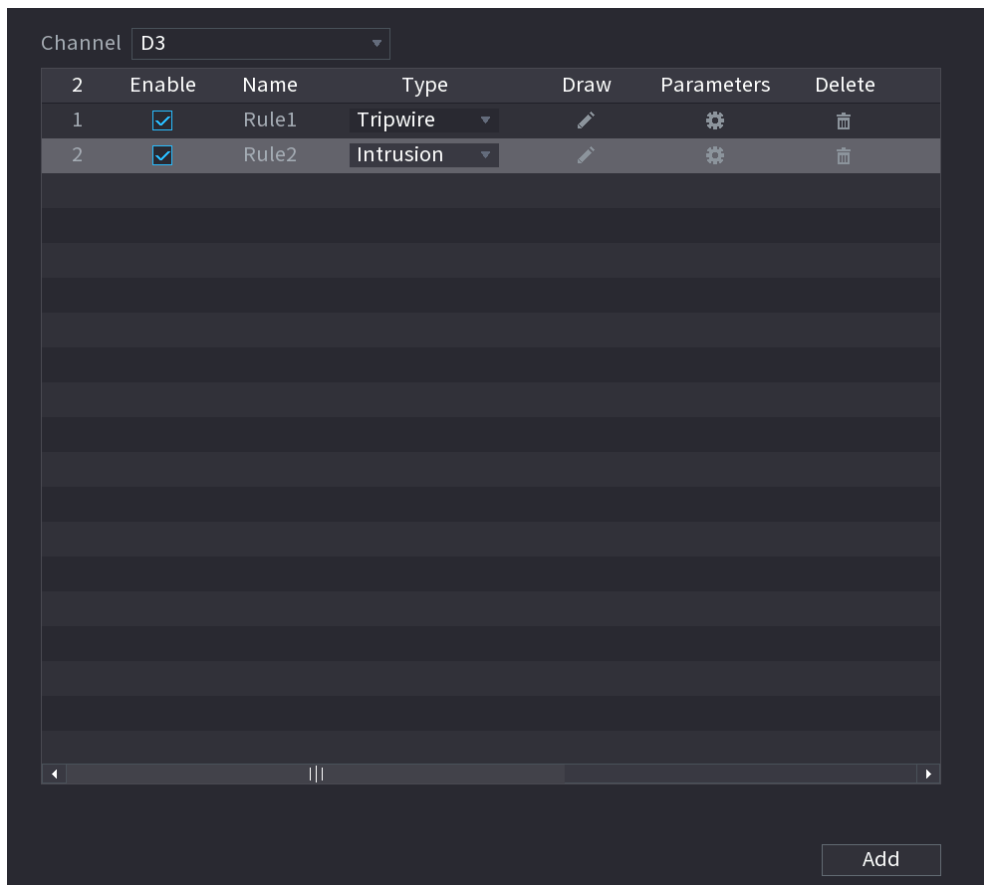 Channel D3
2 Enable Name Type Draw Parameters Delete
1 Rule1 Tripwire
2 Rule2 Intrusion
Add